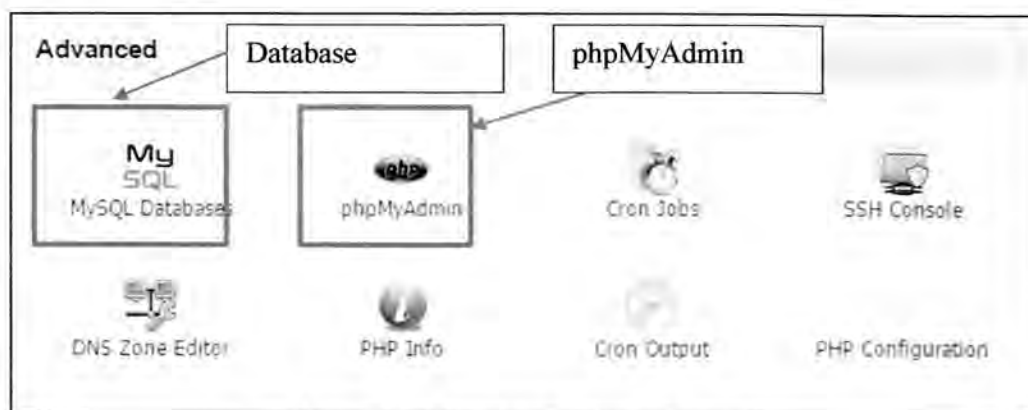 Advanced
Database
phpMyAdmin
My
SQL
MySQL Databases
php
phpMyAdmin
Cron Jobs
SSH Console
DNS Zone Editor
PHP Info
Cron Output
PHP Configuration